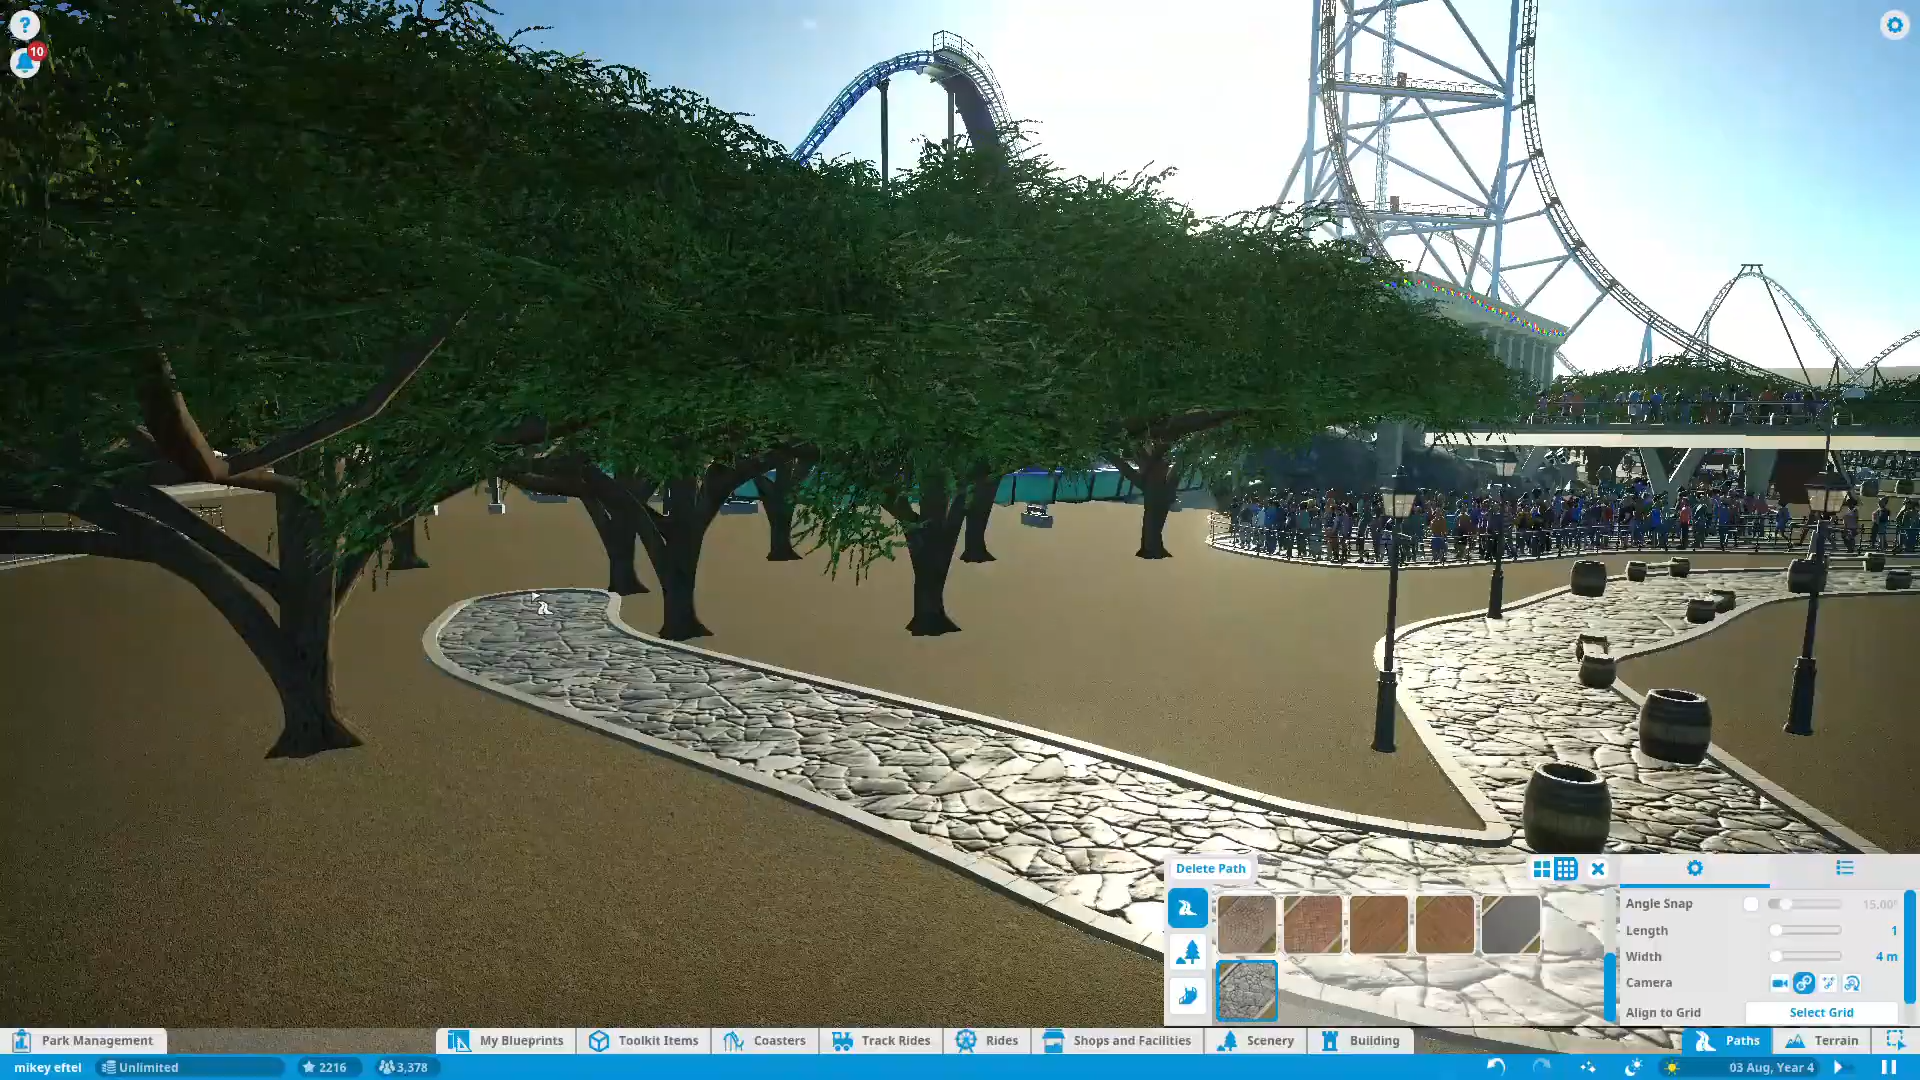 ?
10
Delete Path
Angle Snap 15.00°
Length 1
Width 4 m
Camera
Align to Grid Select Grid
Park Management My Blueprints Toolkit Items Coasters Track Rides Rides Shops and Facilities Scenery Building Paths Terrain
mikey eftel Unlimited 2216 3,378 03 Aug, Year 4